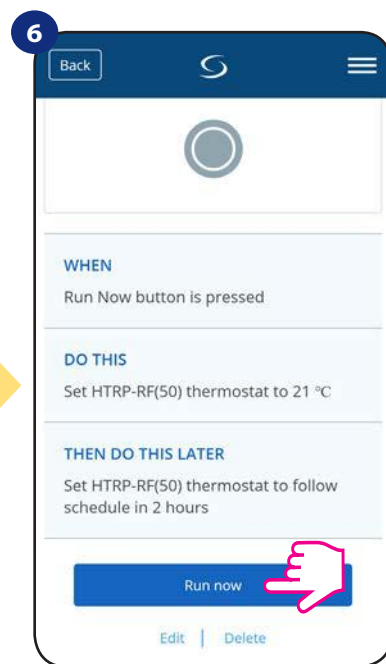 6
Back
WHEN
Run Now button is pressed
DO THIS
Set HTRP-RF(50) thermostat to 21 °C
THEN DO THIS LATER
Set HTRP-RF(50) thermostat to follow
schedule in 2 hours
Run now
Edit | Delete